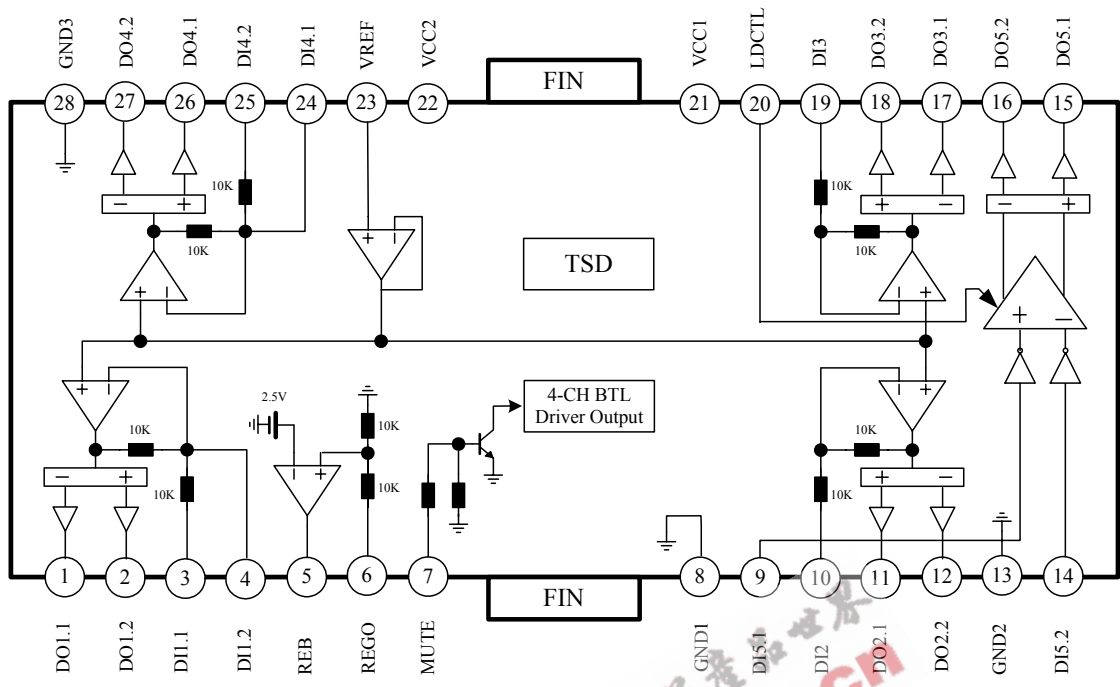 GND3
DO4.2
DO4.1
DI4.2
DI4.1
VREF
VCC2
FIN
VCC1
LDCTL
DI3
DO3.2
DO3.1
DO5.2
DO5.1
28
27
26
25
24
23
22
21
20
19
18
17
16
15
10K
10K
− +
+ −
− +
10K
10K
+ −
− +
TSD
− +
+ −
+ −
2.5V
4-CH BTL
Driver Output
− +
10K
10K
− +
10K
10K
− +
10K
10K
+ −
1
2
3
4
5
6
7
8
9
10
11
12
13
14
FIN
DO1.1
DO1.2
DI1.1
DI1.2
REB
REGO
MUTE
GND1
DI5.1
DI2
DO2.1
DO2.2
GND2
DI5.2